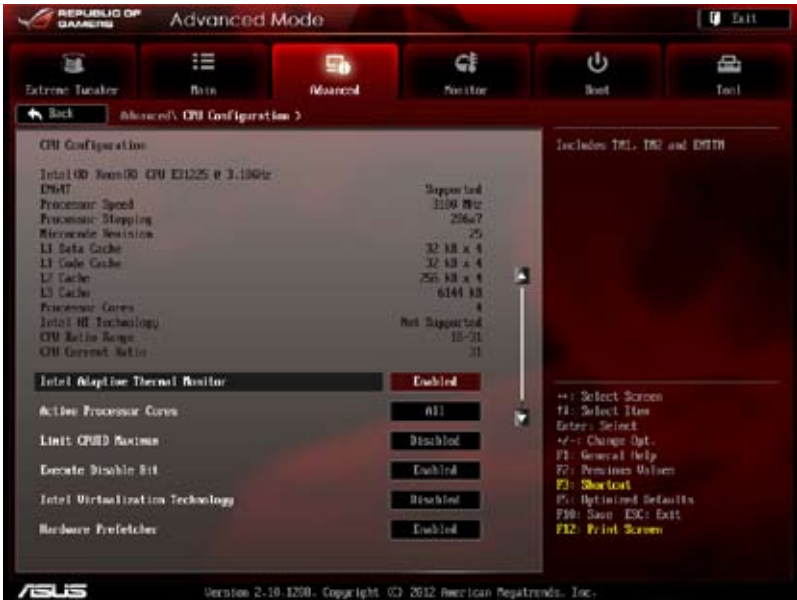 REPUBLIC OF
GAMERS
Advanced Mode
Exit
Extreme Tweaker
Main
Advanced
Monitor
Boot
Tool
Back
Advanced\ CPU Configuration >
CPU Configuration
Includes TM1, TM2 and EMTTM
Intel(R) Xeon(R) CPU E31225 @ 3.10GHz
EM64T Supported
Processor Speed 3100 MHz
Processor Stepping 206a7
Microcode Revision 25
L1 Data Cache 32 kB x 4
L1 Code Cache 32 kB x 4
L2 Cache 256 kB x 4
L3 Cache 6144 kB
Processor Cores 4
Intel HT Technology Not Supported
CPU Ratio Range 16-31
CPU Current Ratio 31
Intel Adaptive Thermal Monitor Enabled
Active Processor Cores All
Limit CPUID Maximum Disabled
Execute Disable Bit Enabled
Intel Virtualization Technology Disabled
Hardware Prefetcher Enabled
→←: Select Screen
↑↓: Select Item
Enter: Select
+/-: Change Opt.
F1: General Help
F2: Previous Values
F3: Shortcut
F5: Optimized Defaults
F10: Save ESC: Exit
F12: Print Screen
ASUS
Version 2.10.1208. Copyright (C) 2012 American Megatrends, Inc.